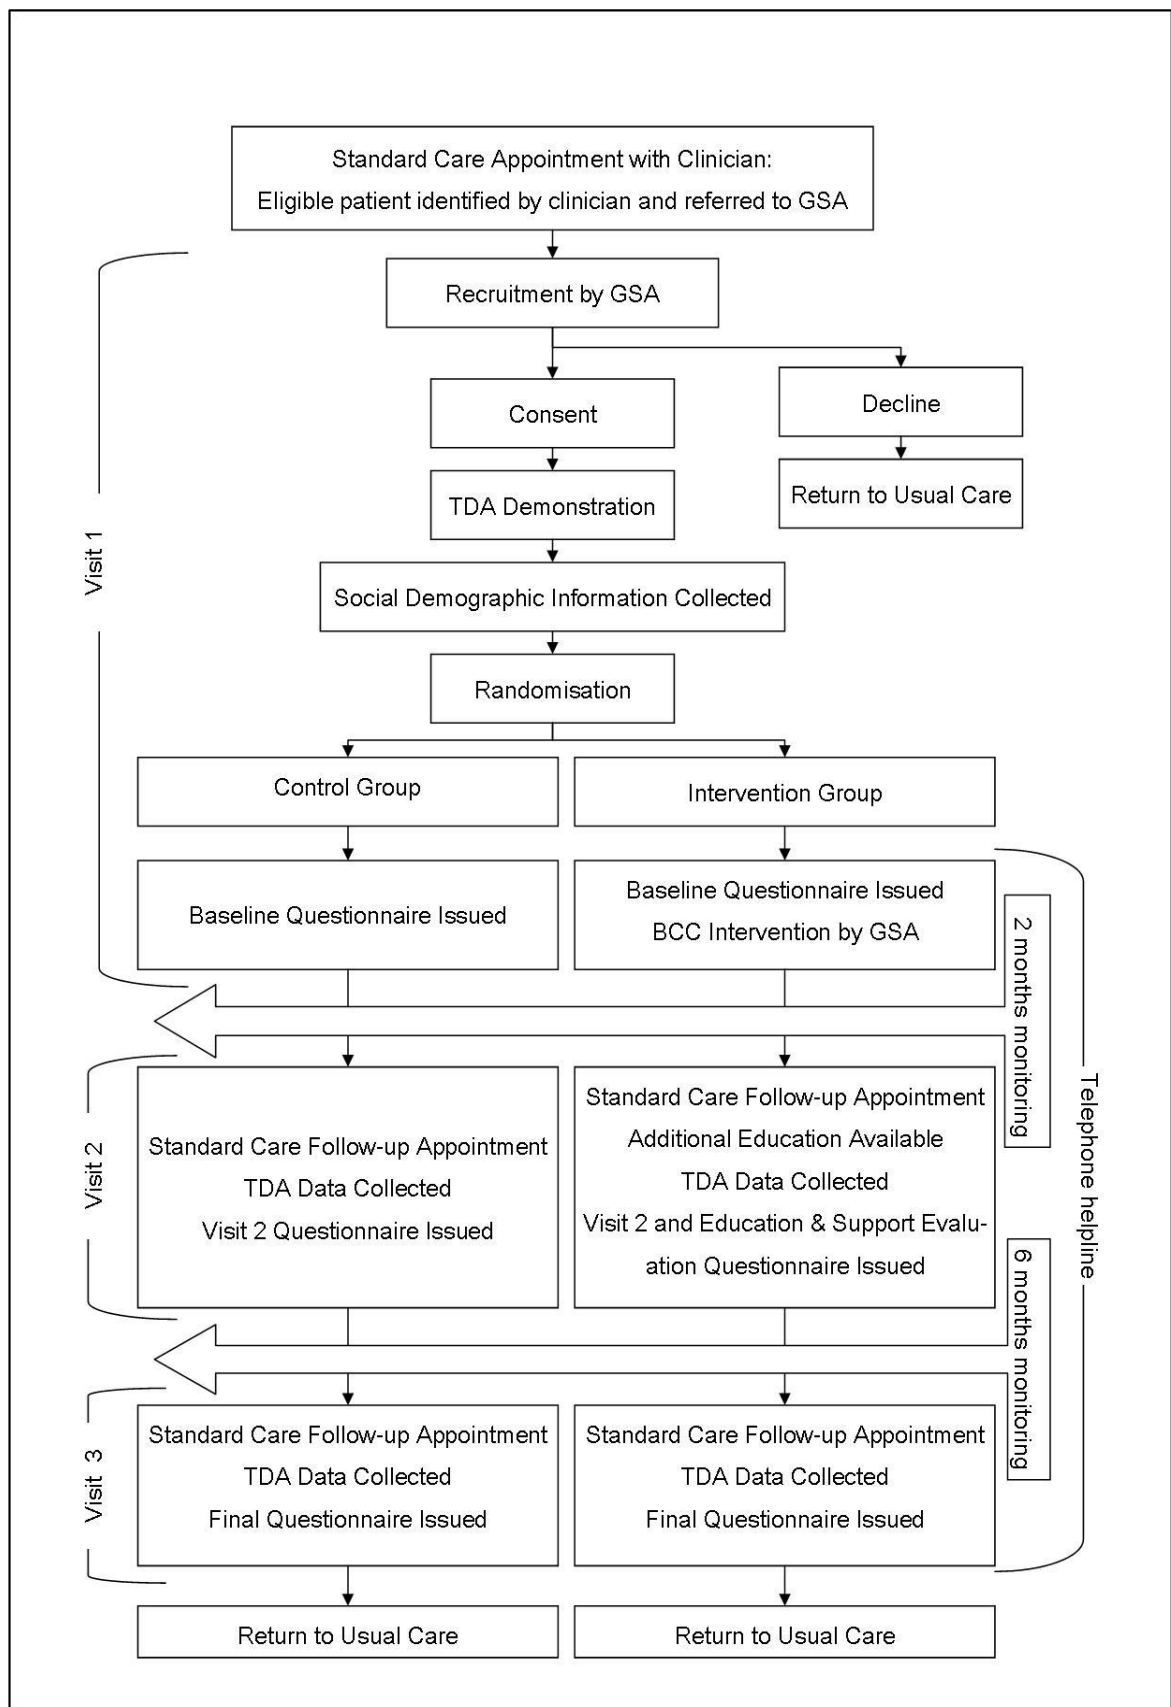 Standard Care Appointment with Clinician:
Eligible patient identified by clinician and referred to GSA
Visit 1
Recruitment by GSA
Consent
Decline
TDA Demonstration
Return to Usual Care
Social Demographic Information Collected
Randomisation
Control Group
Intervention Group
Baseline Questionnaire Issued
Baseline Questionnaire Issued
BCC Intervention by GSA
2 months monitoring
Telephone helpline
Visit 2
Standard Care Follow-up Appointment
TDA Data Collected
Visit 2 Questionnaire Issued
Standard Care Follow-up Appointment
Additional Education Available
TDA Data Collected
Visit 2 and Education & Support Evalu-
ation Questionnaire Issued
6 months monitoring
Visit 3
Standard Care Follow-up Appointment
TDA Data Collected
Final Questionnaire Issued
Standard Care Follow-up Appointment
TDA Data Collected
Final Questionnaire Issued
Return to Usual Care
Return to Usual Care